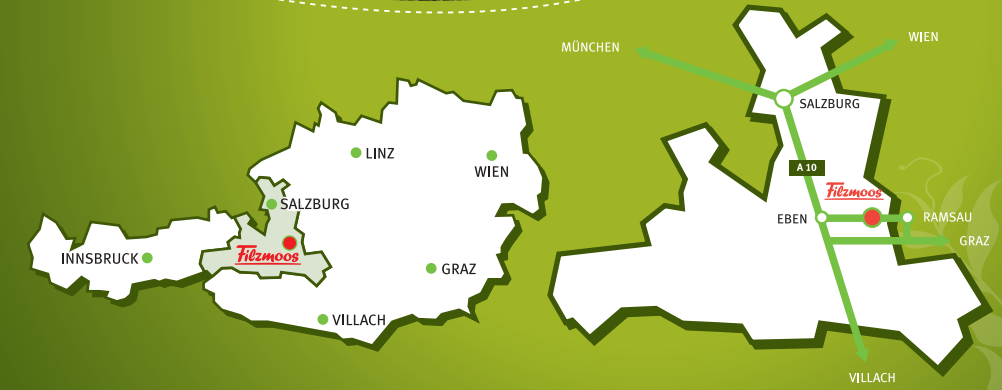 LINZ
WIEN
SALZBURG
INNSBRUCK
Filzmoos
GRAZ
VILLACH
MÜNCHEN
WIEN
SALZBURG
A 10
Filzmoos
EBEN
RAMSAU
GRAZ
VILLACH